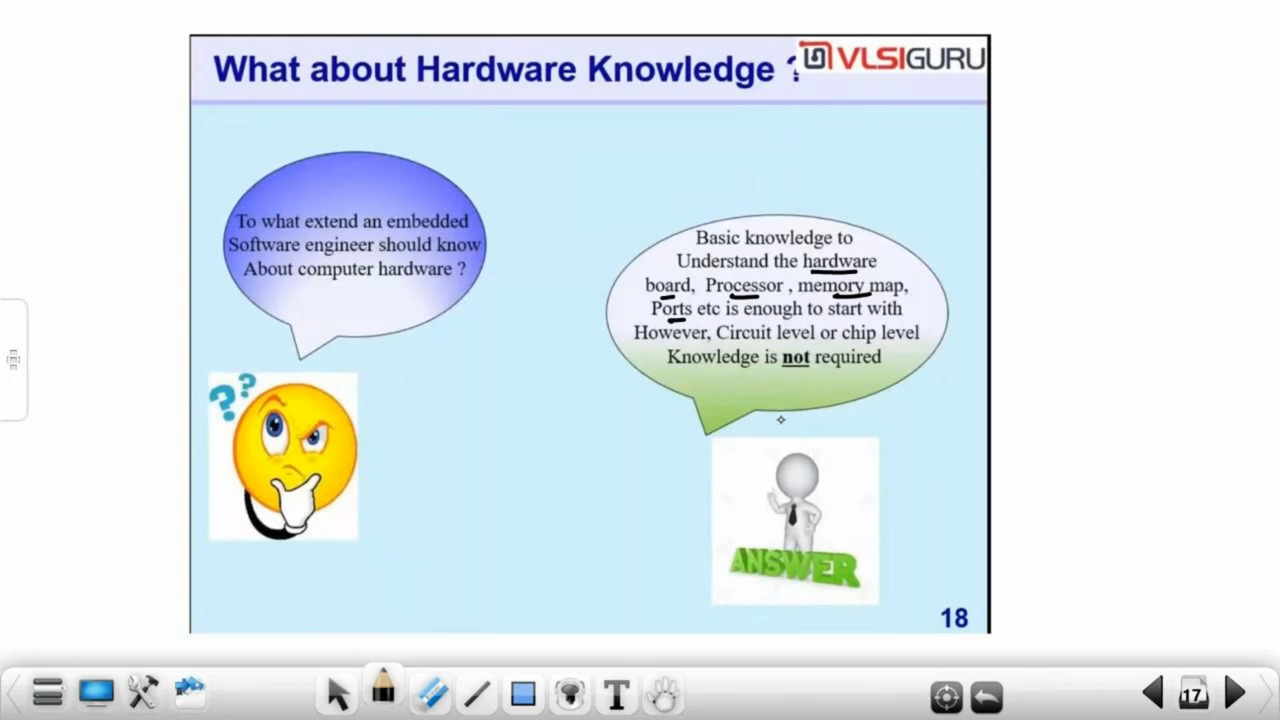 What about Hardware Knowledge ?
VLSIGURU
To what extend an embedded
Software engineer should know
About computer hardware ?
Basic knowledge to
Understand the hardware
board, Processor , memory map,
Ports etc is enough to start with
However, Circuit level or chip level
Knowledge is not required
? ?
ANSWER
18
T
17